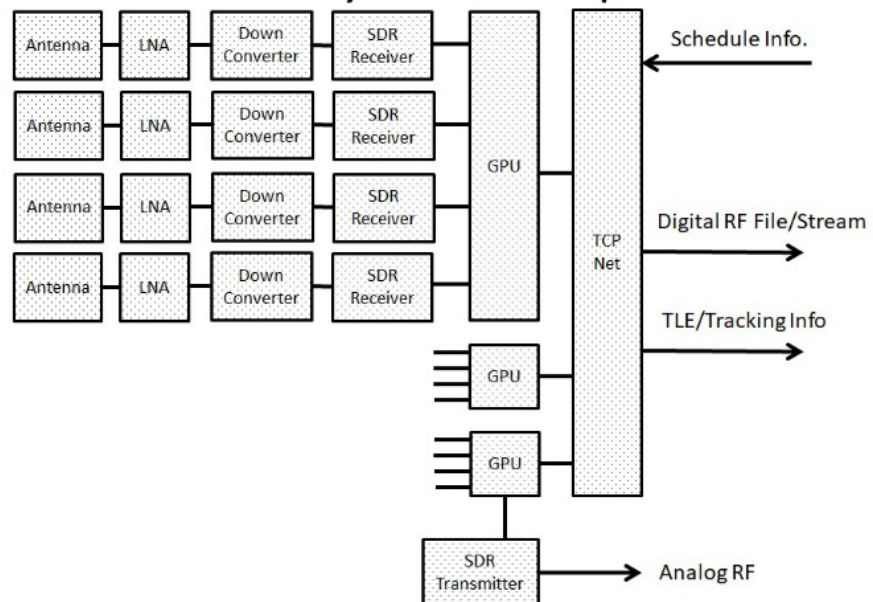 Antenna
LNA
Down
Converter
SDR
Receiver
Antenna
LNA
Down
Converter
SDR
Receiver
Antenna
LNA
Down
Converter
SDR
Receiver
Antenna
LNA
Down
Converter
SDR
Receiver
GPU
GPU
GPU
SDR
Transmitter
TCP
Net
Schedule Info.
Digital RF File/Stream
TLE/Tracking Info
Analog RF